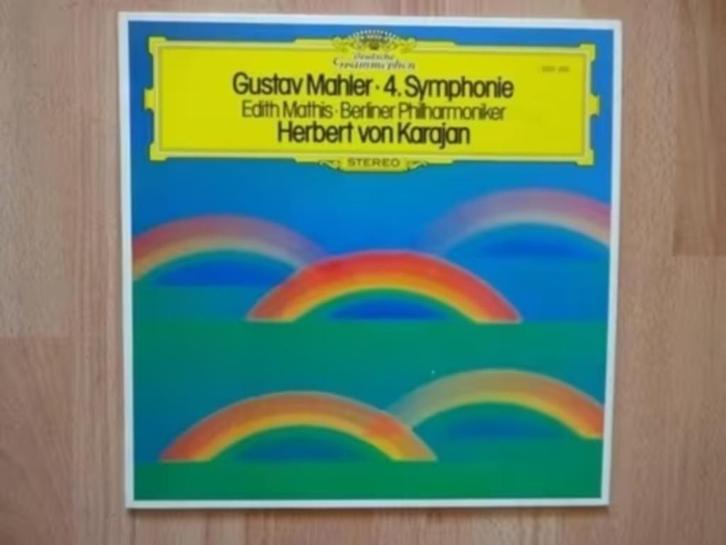 Deutsche
Grammophon
Gustav Mahler · 4. Symphonie
Edith Mathis · Berliner Philharmoniker
Herbert von Karajan
STEREO